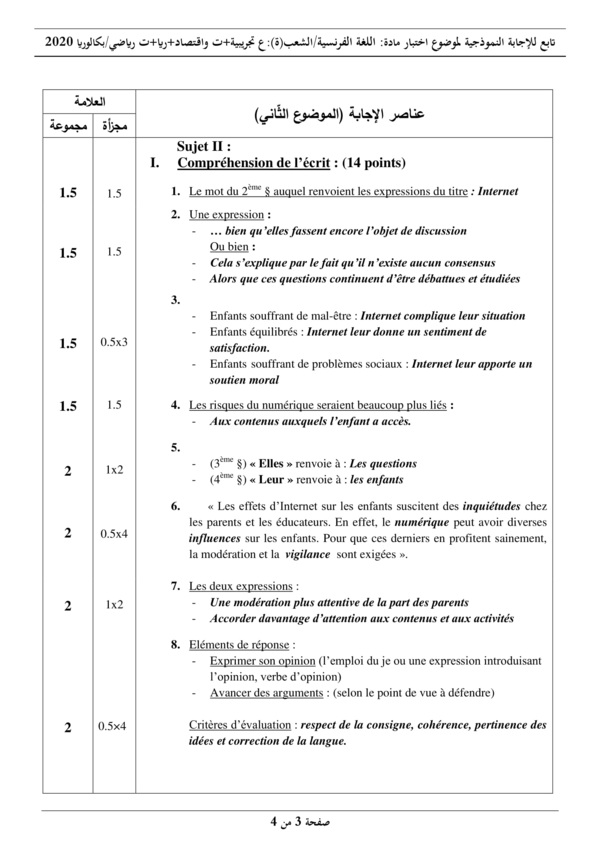 تابع للإجابة النموذجية لموضوع اختبار مادة: اللغة الفرنسية/الشعب(ة): ع تجريبية+ت واقتصاد+ريا+ت رياضي/بكالوريا 2020
العلامة
عناصر الإجابة (الموضوع الثّاني)
مجموعة مجزأة
Sujet II :
I. Compréhension de l’écrit : (14 points)
1.5 1.5 1. Le mot du 2ème § auquel renvoient les expressions du titre : Internet
2. Une expression :
- … bien qu’elles fassent encore l’objet de discussion
1.5 1.5 Ou bien :
- Cela s’explique par le fait qu’il n’existe aucun consensus
- Alors que ces questions continuent d’être débattues et étudiées
3.
- Enfants souffrant de mal-être : Internet complique leur situation
- Enfants équilibrés : Internet leur donne un sentiment de
1.5 0.5x3 satisfaction.
- Enfants souffrant de problèmes sociaux : Internet leur apporte un
soutien moral
1.5 1.5 4. Les risques du numérique seraient beaucoup plus liés :
- Aux contenus auxquels l’enfant a accès.
5.
- (3ème §) « Elles » renvoie à : Les questions
2 1x2
- (4ème §) « Leur » renvoie à : les enfants
6. « Les effets d’Internet sur les enfants suscitent des inquiétudes chez
les parents et les éducateurs. En effet, le numérique peut avoir diverses
2 0.5x4 influences sur les enfants. Pour que ces derniers en profitent sainement,
la modération et la vigilance sont exigées ».
7. Les deux expressions :
2 1x2 - Une modération plus attentive de la part des parents
- Accorder davantage d’attention aux contenus et aux activités
8. Eléments de réponse :
- Exprimer son opinion (l’emploi du je ou une expression introduisant
l’opinion, verbe d’opinion)
- Avancer des arguments : (selon le point de vue à défendre)
2 0.5×4 Critères d’évaluation : respect de la consigne, cohérence, pertinence des
idées et correction de la langue.
صفحة 3 من 4